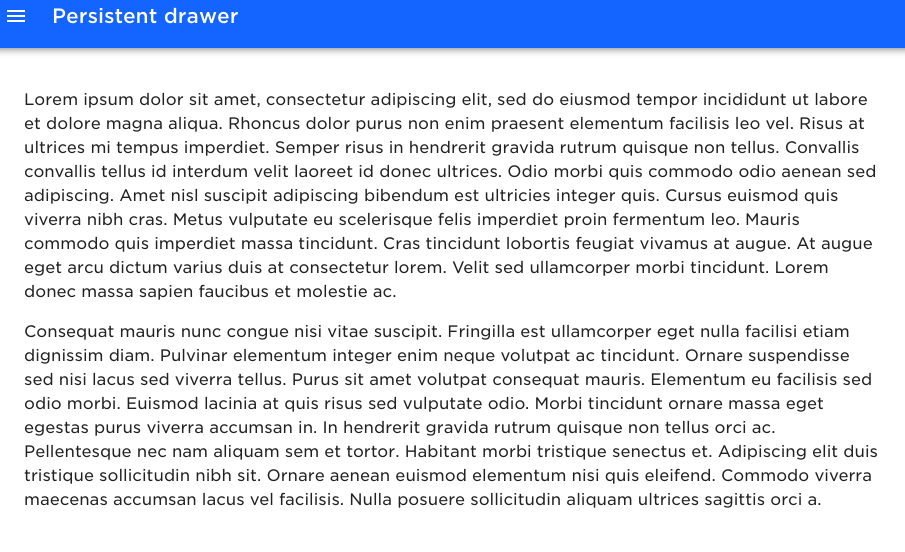 Persistent drawer
Lorem ipsum dolor sit amet, consectetur adipiscing elit, sed do eiusmod tempor incididunt ut labore
et dolore magna aliqua. Rhoncus dolor purus non enim praesent elementum facilisis leo vel. Risus at
ultrices mi tempus imperdiet. Semper risus in hendrerit gravida rutrum quisque non tellus. Convallis
convallis tellus id interdum velit laoreet id donec ultrices. Odio morbi quis commodo odio aenean sed
adipiscing. Amet nisl suscipit adipiscing bibendum est ultricies integer quis. Cursus euismod quis
viverra nibh cras. Metus vulputate eu scelerisque felis imperdiet proin fermentum leo. Mauris
commodo quis imperdiet massa tincidunt. Cras tincidunt lobortis feugiat vivamus at augue. At augue
eget arcu dictum varius duis at consectetur lorem. Velit sed ullamcorper morbi tincidunt. Lorem
donec massa sapien faucibus et molestie ac.
Consequat mauris nunc congue nisi vitae suscipit. Fringilla est ullamcorper eget nulla facilisi etiam
dignissim diam. Pulvinar elementum integer enim neque volutpat ac tincidunt. Ornare suspendisse
sed nisi lacus sed viverra tellus. Purus sit amet volutpat consequat mauris. Elementum eu facilisis sed
odio morbi. Euismod lacinia at quis risus sed vulputate odio. Morbi tincidunt ornare massa eget
egestas purus viverra accumsan in. In hendrerit gravida rutrum quisque non tellus orci ac.
Pellentesque nec nam aliquam sem et tortor. Habitant morbi tristique senectus et. Adipiscing elit duis
tristique sollicitudin nibh sit. Ornare aenean euismod elementum nisi quis eleifend. Commodo viverra
maecenas accumsan lacus vel facilisis. Nulla posuere sollicitudin aliquam ultrices sagittis orci a.